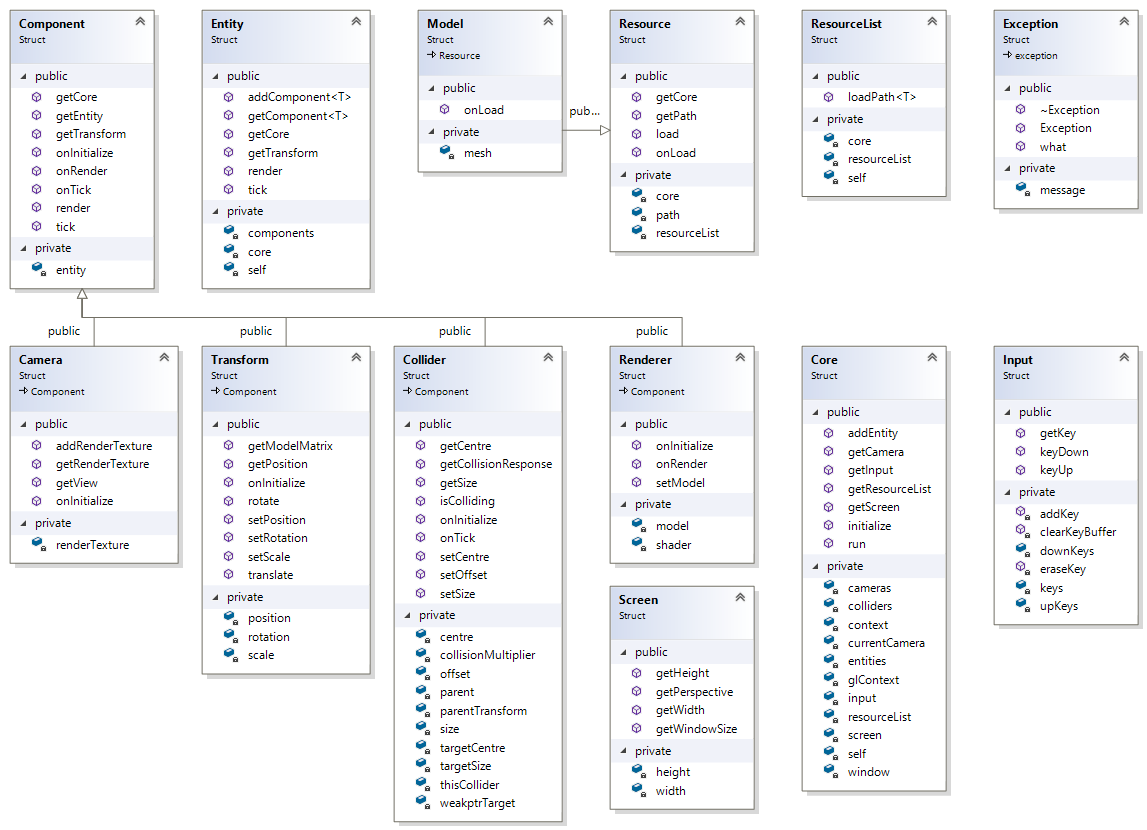 Component
Struct
public
getCore
getEntity
getTransform
onInitialize
onRender
onTick
render
tick
private
entity
Entity
Struct
public
addComponent<T>
getComponent<T>
getCore
getTransform
render
tick
private
components
core
self
Model
Struct
Resource
public
onLoad
private
mesh
pub...
Resource
Struct
public
getCore
getPath
load
onLoad
private
core
path
resourceList
ResourceList
Struct
public
loadPath<T>
private
core
resourceList
self
Exception
Struct
exception
public
~Exception
Exception
what
private
message
public
public
public
public
Camera
Struct
Component
public
addRenderTexture
getRenderTexture
getView
onInitialize
private
renderTexture
Transform
Struct
Component
public
getModelMatrix
getPosition
onInitialize
rotate
setPosition
setRotation
setScale
translate
private
position
rotation
scale
Collider
Struct
Component
public
getCentre
getCollisionResponse
getSize
isColliding
onInitialize
onTick
setCentre
setOffset
setSize
private
centre
collisionMultiplier
offset
parent
parentTransform
size
targetCentre
targetSize
thisCollider
weakptrTarget
Renderer
Struct
Component
public
onInitialize
onRender
setModel
private
model
shader
Screen
Struct
public
getHeight
getPerspective
getWidth
getWindowSize
private
height
width
Core
Struct
public
addEntity
getCamera
getInput
getResourceList
getScreen
initialize
run
private
cameras
colliders
context
currentCamera
entities
glContext
input
resourceList
screen
self
window
Input
Struct
public
getKey
keyDown
keyUp
private
addKey
clearKeyBuffer
downKeys
eraseKey
keys
upKeys